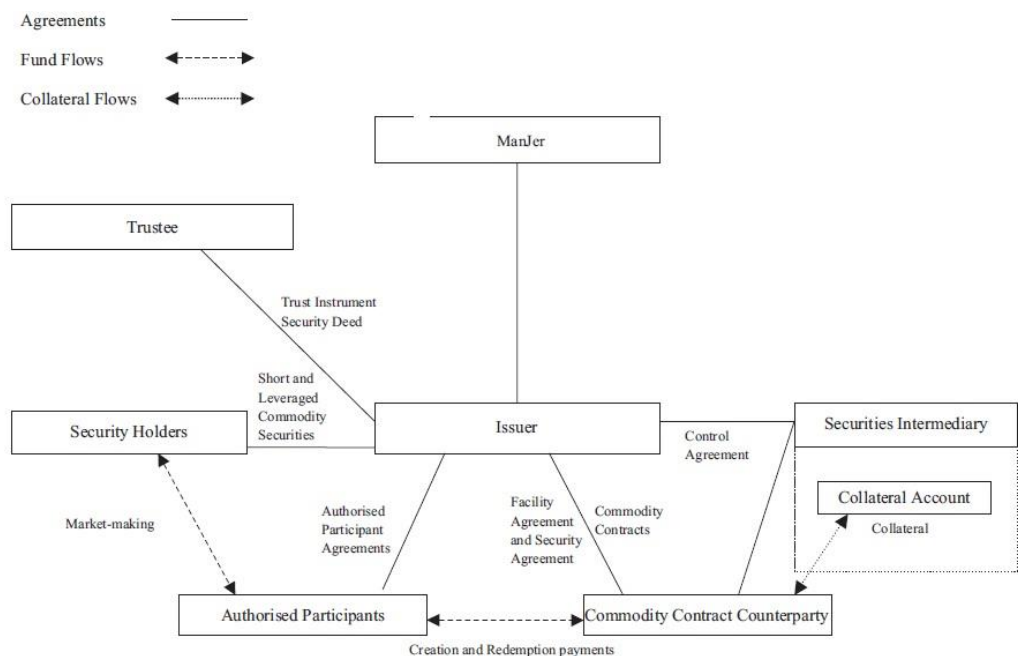 Agreements
Fund Flows
Collateral Flows
ManJer
Trustee
Trust Instrument
Security Deed
Short and
Leveraged
Commodity
Securities
Security Holders
Issuer
Securities Intermediary
Control
Agreement
Collateral Account
Collateral
Market-making
Authorised
Participant
Agreements
Facility
Agreement
and Security
Agreement
Commodity
Contracts
Authorised Participants
Commodity Contract Counterparty
Creation and Redemption payments